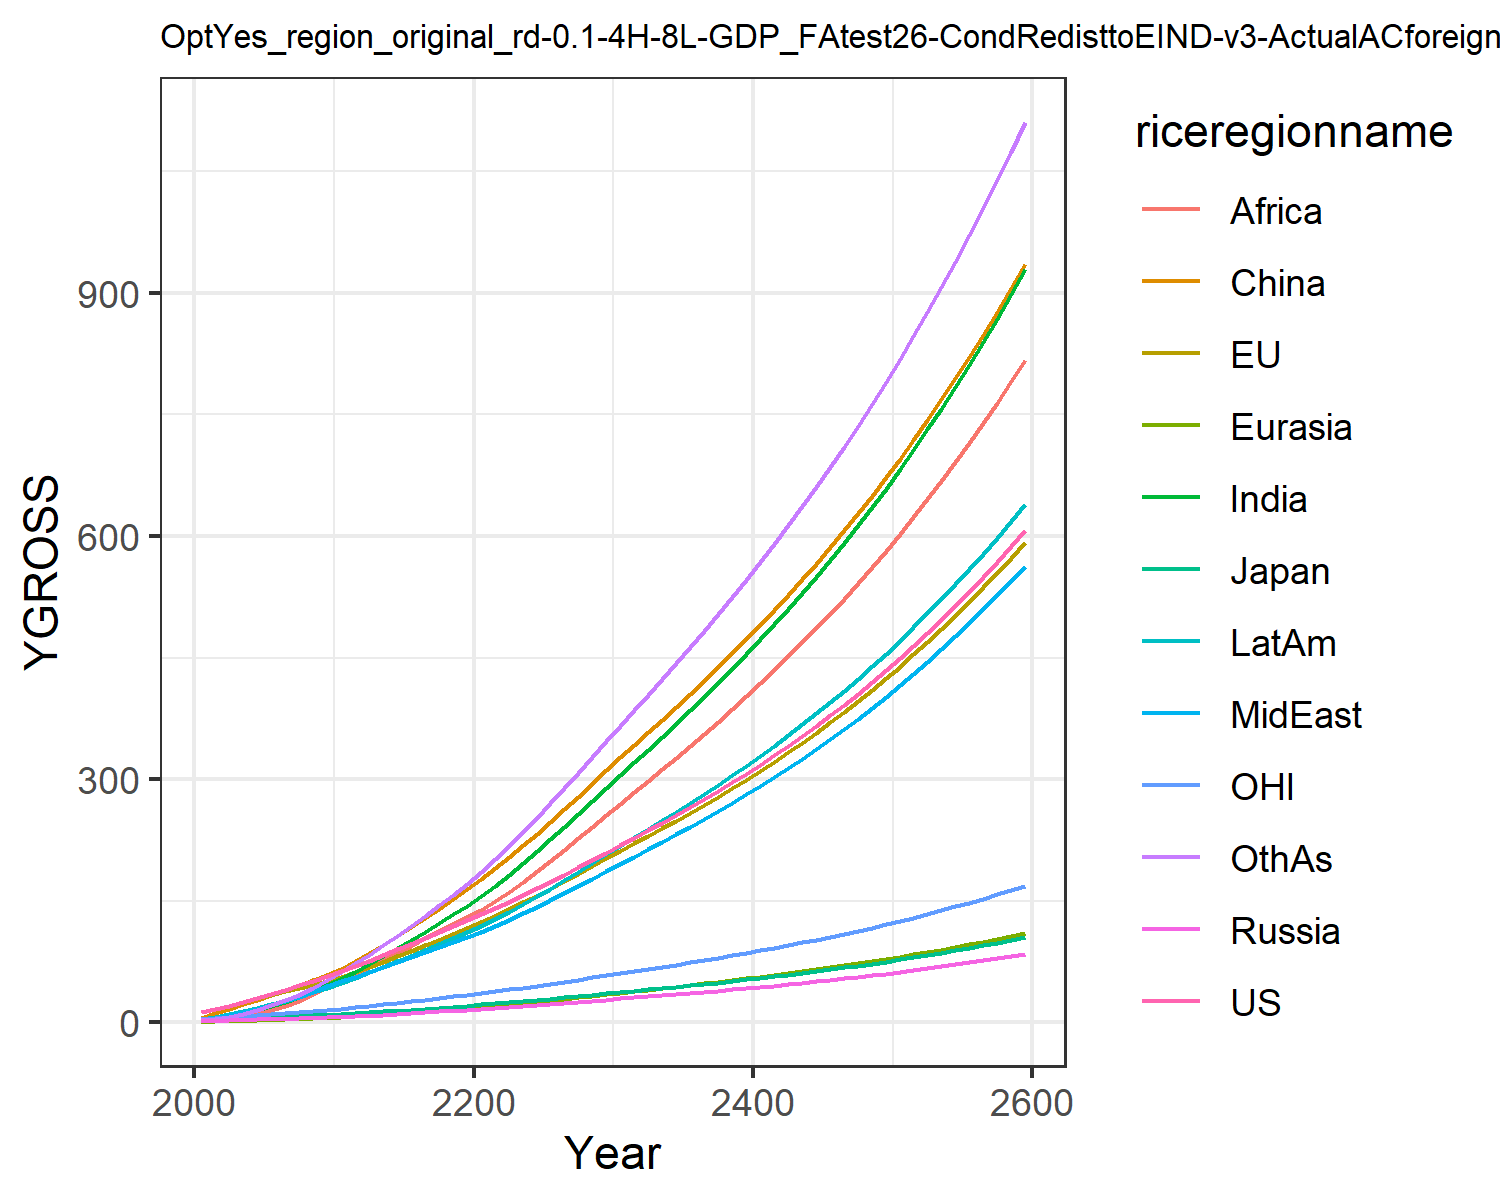 OptYes_region_original_rd-0.1-4H-8L-GDP_FAtest26-CondRedisttoEIND-v3-ActualACforeign
YGROSS
900
600
300
0
2000 2200 2400 2600
Year
riceregionname
Africa
China
EU
Eurasia
India
Japan
LatAm
MidEast
OHI
OthAs
Russia
US